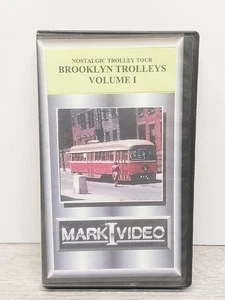 NOSTALGIC TROLLEY TOUR
BROOKLYN TROLLEYS
VOLUME I
MARK I VIDEO